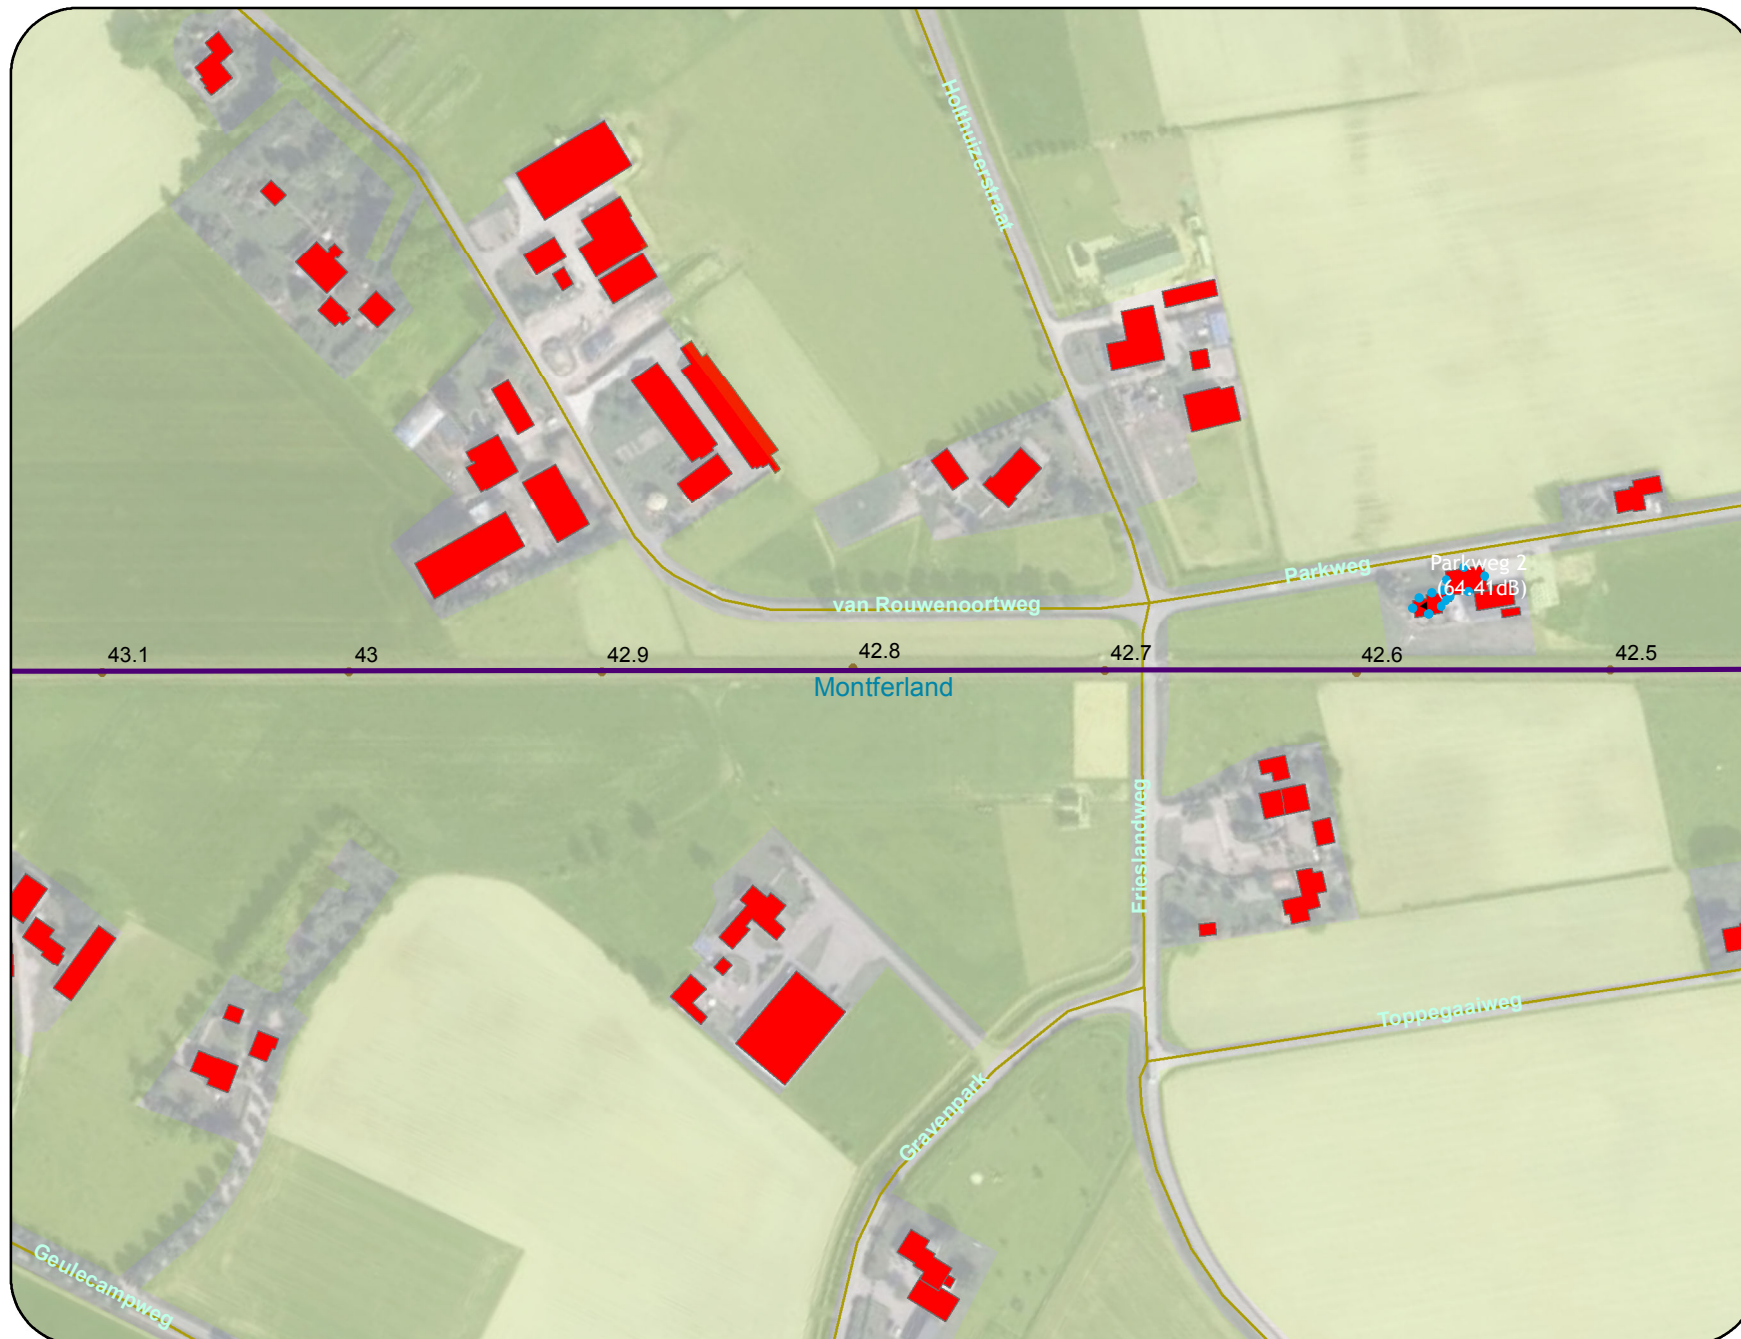 Holthuizerstraat
Parkweg
Parkweg 2
(64.41dB)
van Rouwenoortweg
43.1
43
42.9
42.8
42.7
42.6
42.5
Montferland
Frieslandweg
Toppegaaiweg
Gravenpark
Geulecampweg